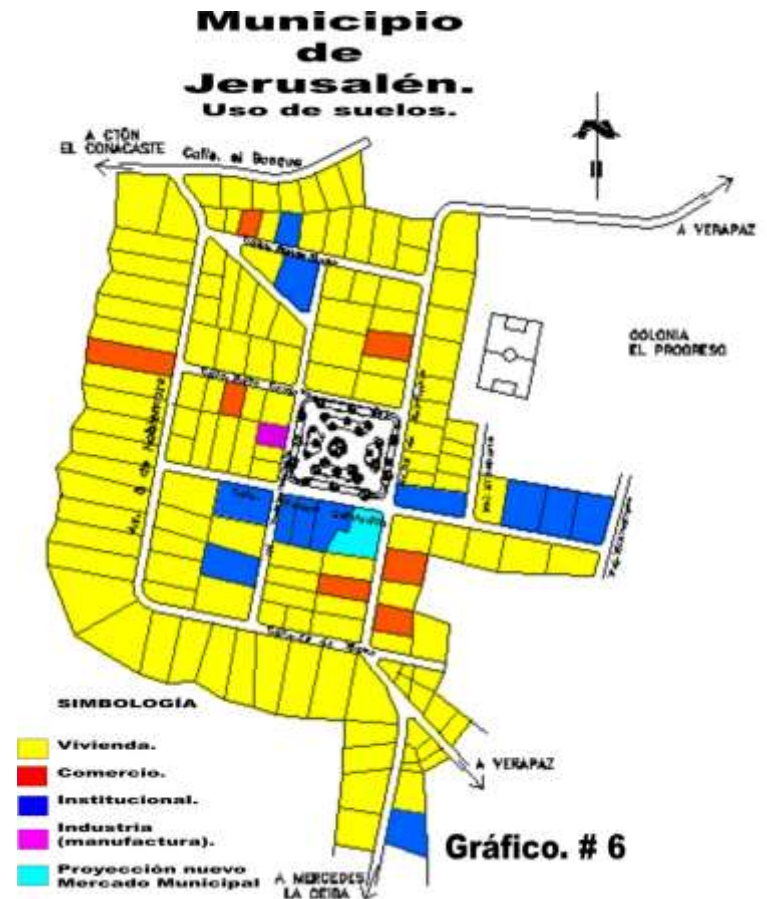 Municipio
de
Jerusalén.
Uso de suelos.
A CTÓN
EL CONACASTE
Calle. el Bosque
A VERAPAZ
COLONIA
EL PROGRESO
SIMBOLOGÍA
Vivienda.
Comercio.
Institucional.
Industria
(manufactura).
Proyección nuevo
Mercado Municipal
A VERAPAZ
Gráfico. # 6
A MERCEDES
LA CEIBA